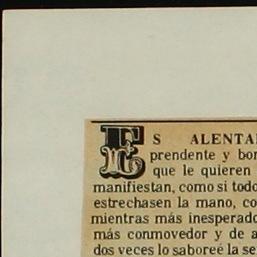 ES ALENTA
prendente y bo
que le quieren
manifiestan, como si todo
estrechasen la mano, co
mientras más inesperado
más conmovedor y de a
dos veces lo saboreé la se